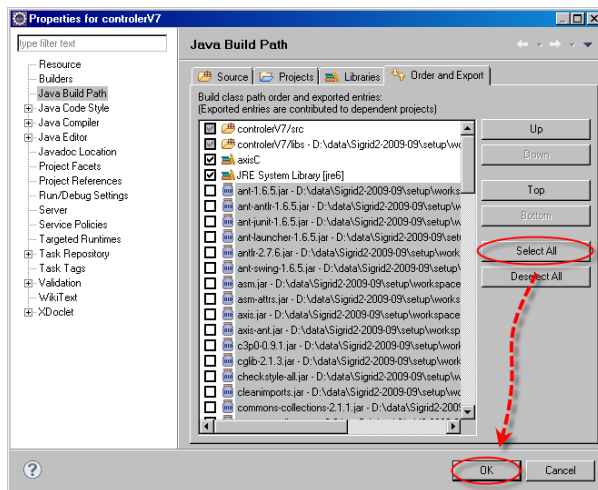 Properties for controlerV7
type filter text
Resource
Builders
Java Build Path
Java Code Style
Java Compiler
Java Editor
Javadoc Location
Project Facets
Project References
Run/Debug Settings
Server
Service Policies
Targeted Runtimes
Task Repository
Task Tags
Validation
WikiText
XDoclet
Java Build Path
Source Projects Libraries Order and Export
Build class path order and exported entries:
(Exported entries are contributed to dependent projects)
controlerV7/src
controlerV7/libs - D:\data\Sigrid2-2009-09\setup\wo
axisC
JRE System Library [jre6]
ant-1.6.5.jar - D:\data\Sigrid2-2009-09\setup\works
ant-antlr-1.6.5.jar - D:\data\Sigrid2-2009-09\setup\w
ant-junit-1.6.5.jar - D:\data\Sigrid2-2009-09\setup\w
ant-launcher-1.6.5.jar - D:\data\Sigrid2-2009-09\set
antlr-2.7.6.jar - D:\data\Sigrid2-2009-09\setup\work
ant-swing-1.6.5.jar - D:\data\Sigrid2-2009-09\setup\
asm.jar - D:\data\Sigrid2-2009-09\setup\workspace
asm-attrs.jar - D:\data\Sigrid2-2009-09\setup\works
axis.jar - D:\data\Sigrid2-2009-09\setup\workspace
axis-ant.jar - D:\data\Sigrid2-2009-09\setup\worksp
c3p0-0.9.1.jar - D:\data\Sigrid2-2009-09\setup\work
cglib-2.1.3.jar - D:\data\Sigrid2-2009-09\setup\work
checkstyle-all.jar - D:\data\Sigrid2-2009-09\setup\w
cleanimports.jar - D:\data\Sigrid2-2009-09\setup\w
commons-collections-2.1.1.jar - D:\data\Sigrid2-200
Up
Down
Top
Bottom
Select All
Deselect All
?
OK
Cancel